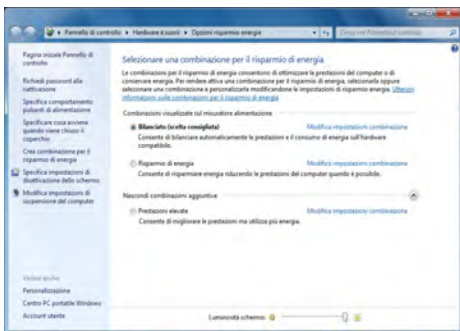 Pannello di controllo ▸ Hardware e suoni ▸ Opzioni risparmio energia
Cerca nel Pannello di controllo
Pagina iniziale Pannello di
controllo
Richiedi password alla
riattivazione
Specifica comportamento
pulsanti di alimentazione
Specificare cosa avviene
quando viene chiuso il
coperchio
Crea combinazione per il
risparmio di energia
Specifica impostazioni di
disattivazione dello schermo
Modifica impostazioni di
sospensione del computer
Selezionare una combinazione per il risparmio di energia
Le combinazioni per il risparmio di energia consentono di ottimizzare le prestazioni del computer o di
conservare energia. Per rendere attiva una combinazione per il risparmio di energia, selezionarla oppure
selezionare una combinazione e personalizzarla modificandone le impostazioni di risparmio energia. Ulteriori
informazioni sulle combinazioni per il risparmio di energia
Combinazioni visualizzate sul misuratore alimentazione
Bilanciato (scelta consigliata)
Modifica impostazioni combinazione
Consente di bilanciare automaticamente le prestazioni e il consumo di energia sull'hardware
compatibile.
Risparmio di energia
Modifica impostazioni combinazione
Consente di risparmiare energia riducendo le prestazioni del computer quando è possibile.
Nascondi combinazioni aggiuntive
Prestazioni elevate
Modifica impostazioni combinazione
Consente di migliorare le prestazioni ma utilizza più energia.
Vedere anche
Personalizzazione
Centro PC portatile Windows
Account utente
Luminosità schermo: